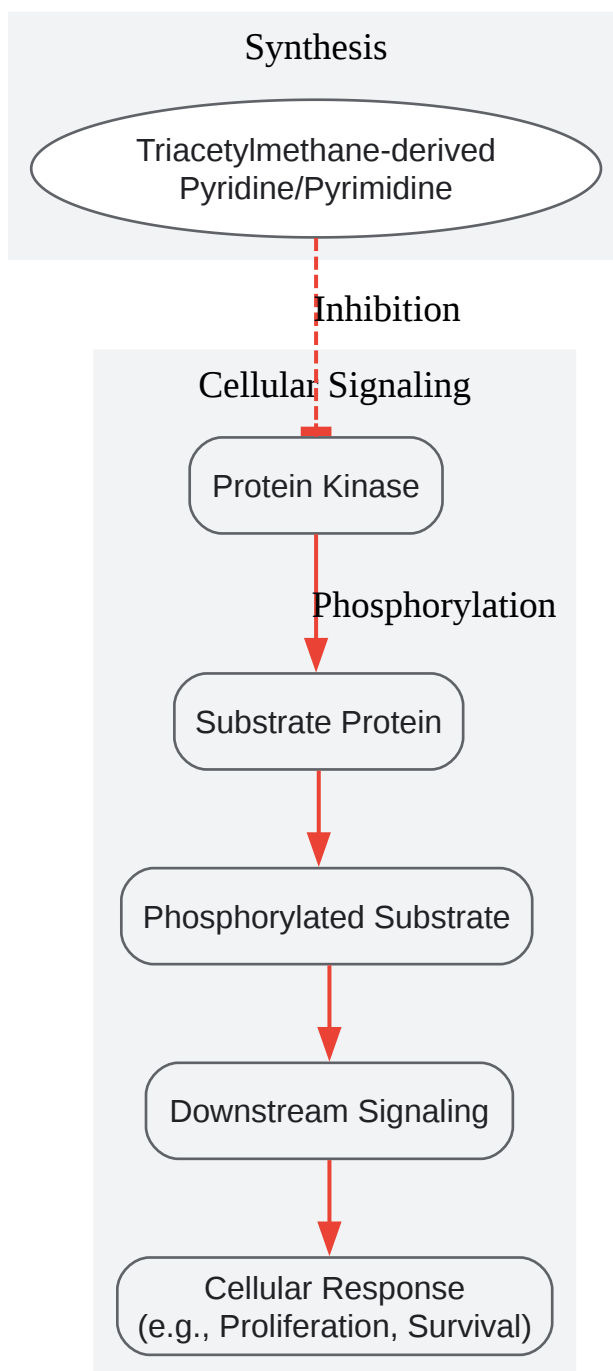 Synthesis
Triacetylmethane-derived
Pyridine/Pyrimidine
Inhibition
Cellular Signaling
Protein Kinase
Phosphorylation
Substrate Protein
Phosphorylated Substrate
Downstream Signaling
Cellular Response
(e.g., Proliferation, Survival)